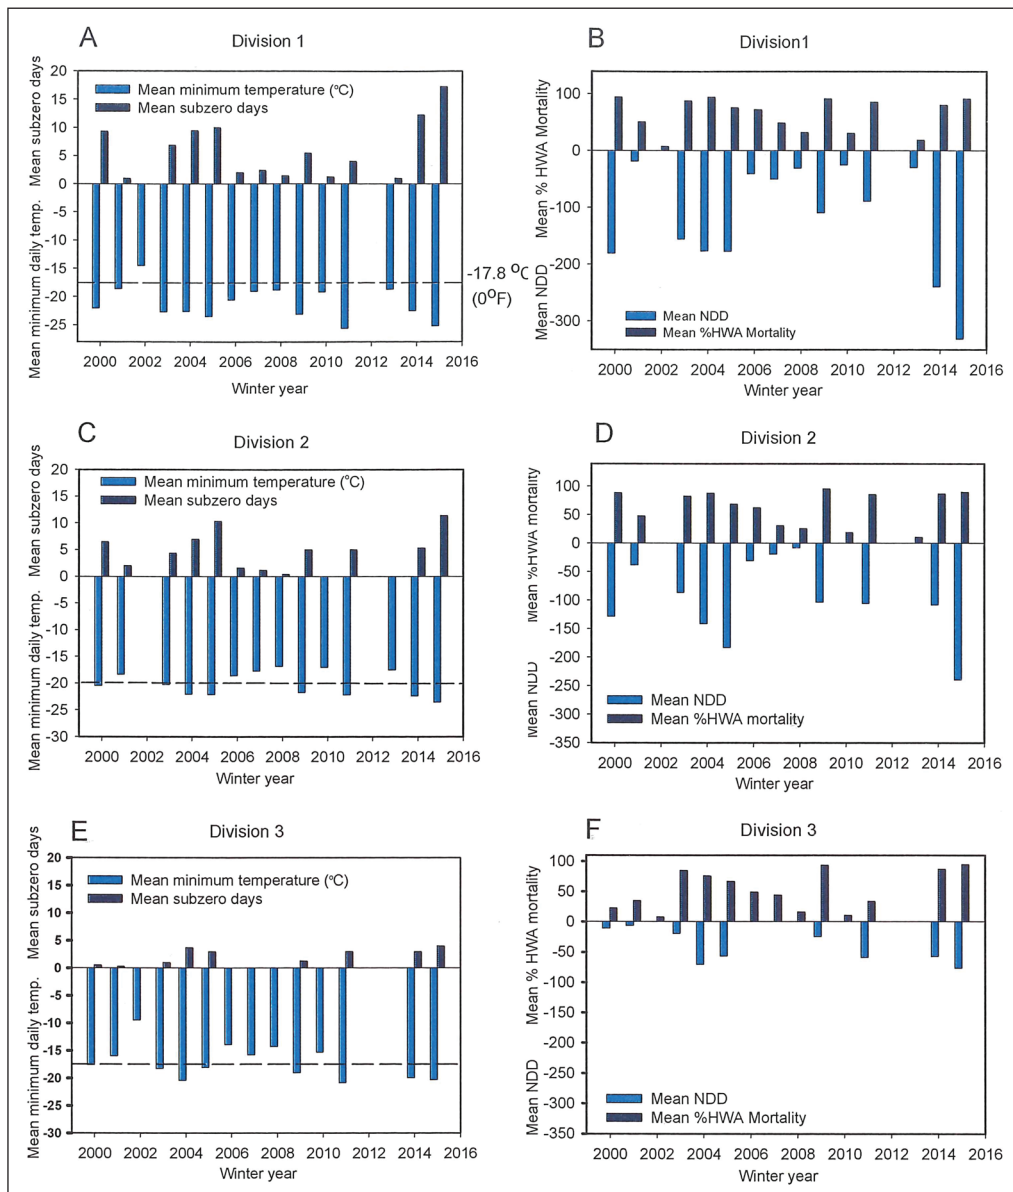 A
Division 1
Mean subzero days
Mean minimum daily temp.
20
15
10
5
0
-5
-10
-15
-20
-25
Mean minimum temperature (°C)
Mean subzero days
-17.8 °C
(0°F)
2000 2002 2004 2006 2008 2010 2012 2014 2016
Winter year
B
Division1
Mean % HWA Mortality
Mean NDD
100
0
-100
-200
-300
Mean NDD
Mean %HWA Mortality
2000 2002 2004 2006 2008 2010 2012 2014 2016
Winter year
C
Division 2
Mean subzero days
Mean minimum daily temp.
20
15
10
5
0
-5
-10
-15
-20
-25
-30
Mean minimum temperature (°C)
Mean subzero days
2000 2002 2004 2006 2008 2010 2012 2014 2016
Winter year
D
Division 2
Mean %HWA mortality
Mean NDD
100
50
0
-50
-100
-150
-200
-250
-300
-350
Mean NDD
Mean %HWA mortality
2000 2002 2004 2006 2008 2010 2012 2014 2016
Winter year
E
Division 3
Mean subzero days
Mean minimum daily temp.
20
15
10
5
0
-5
-10
-15
-20
-25
-30
Mean minimum temperature (°C)
Mean subzero days
2000 2002 2004 2006 2008 2010 2012 2014 2016
Winter year
F
Division 3
Mean % HWA mortality
Mean NDD
100
50
0
-50
-100
-150
-200
-250
-300
-350
Mean NDD
Mean %HWA Mortality
2000 2002 2004 2006 2008 2010 2012 2014 2016
Winter year